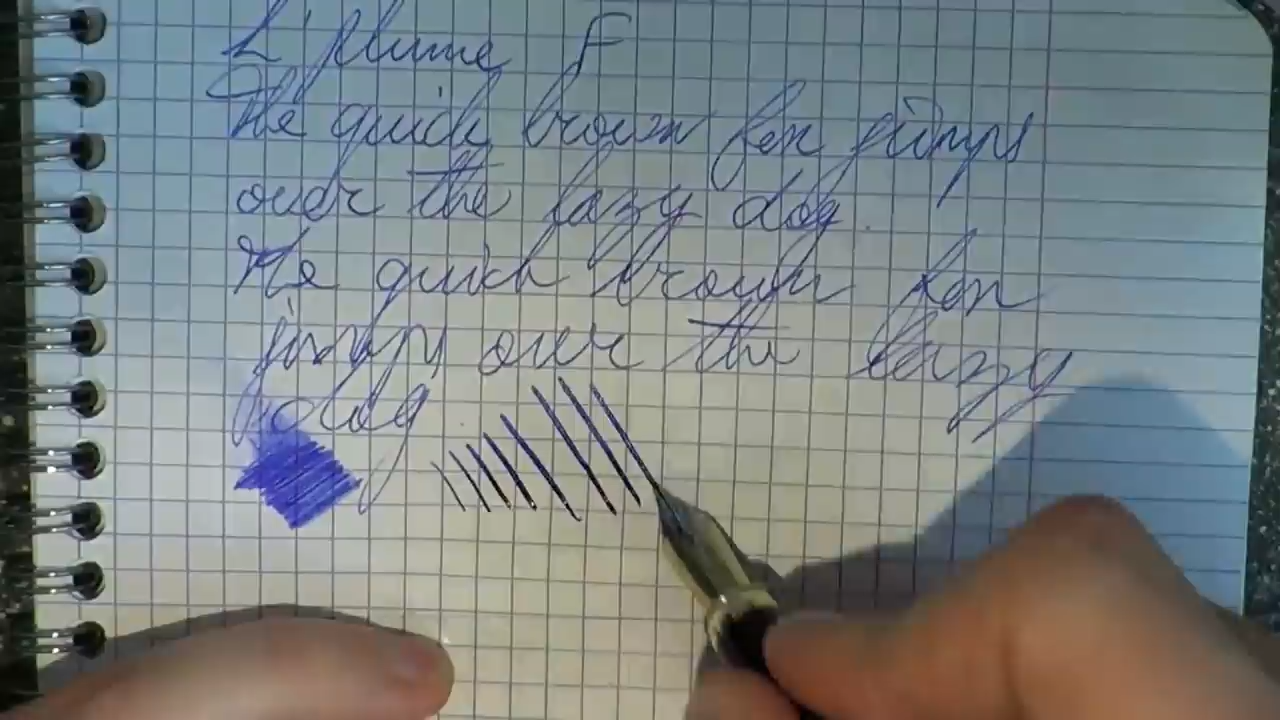 L'plume F
The quick brown fox jumps
over the lazy dog.
The quick brown fox
jumps over the lazy
dog